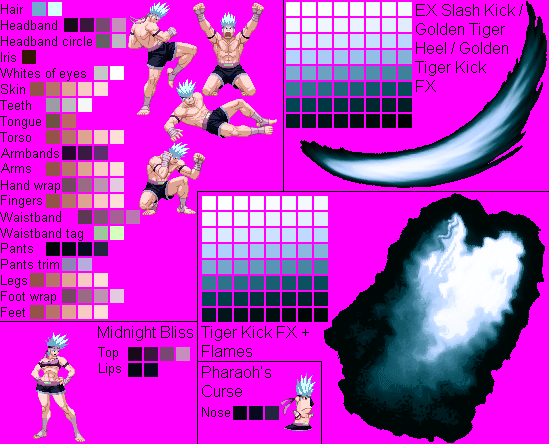 Hair
Headband
Headband circle
Iris
Whites of eyes
Skin
Teeth
Tongue
Torso
Armbands
Arms
Hand wrap
Fingers
Waistband
Waistband tag
Pants
Pants trim
Legs
Foot wrap
Feet
EX Slash Kick /
Golden Tiger
Heel / Golden
Tiger Kick
FX
Midnight Bliss
Top
Lips
Tiger Kick FX +
Flames
Pharaoh's
Curse
Nose